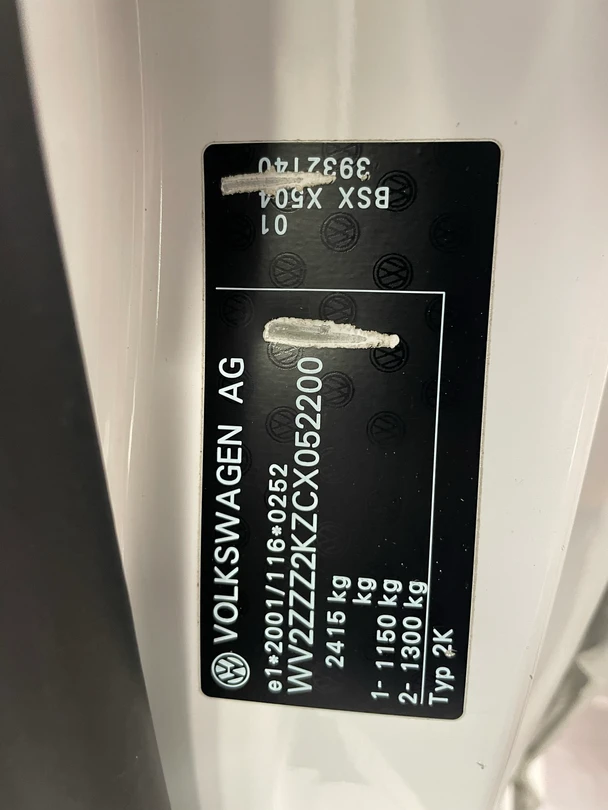 VOLKSWAGEN AG
e1*2001/116*0252
WV2ZZZ2KZCX052200
2415 kg
kg
1- 1150 kg
2- 1300 kg
Typ 2K
3932140
BSX X504
01